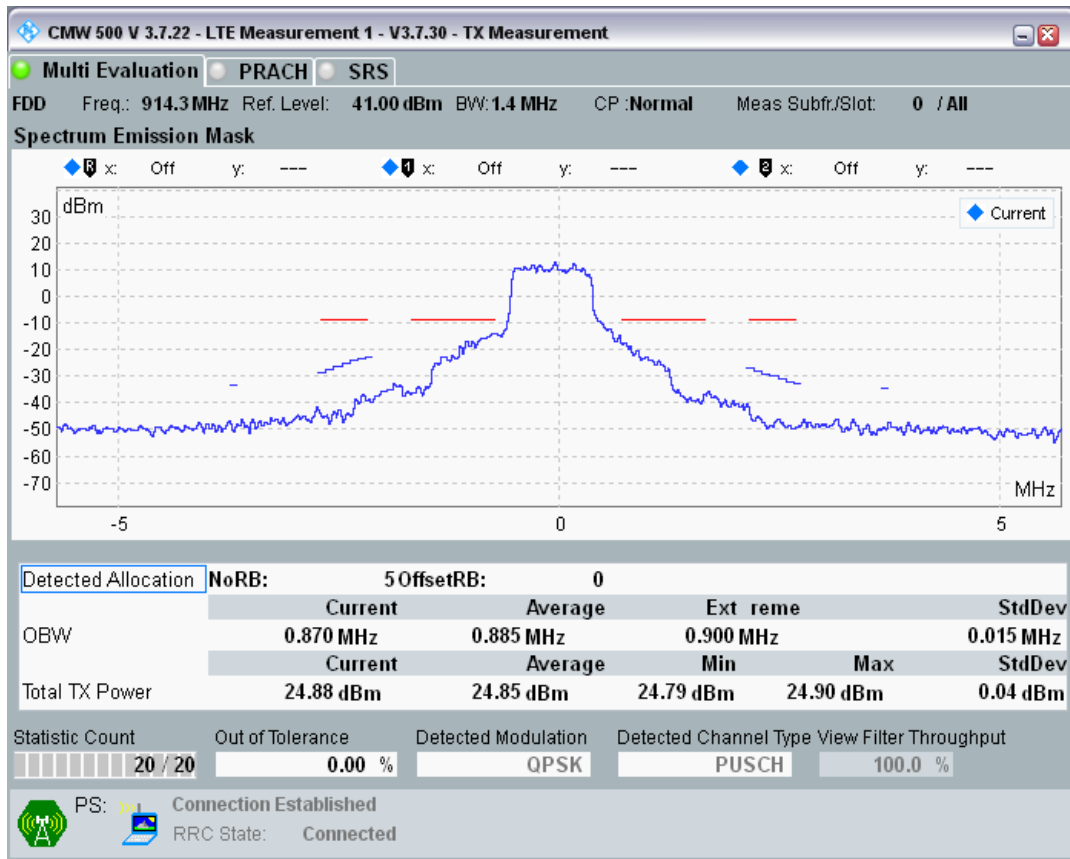 CMW 500 V 3.7.22 - LTE Measurement 1 - V3.7.30 - TX Measurement
Multi Evaluation PRACH SRS
FDD Freq.: 914.3 MHz Ref. Level: 41.00 dBm BW: 1.4 MHz CP :Normal Meas Subfr./Slot: 0 / All
Spectrum Emission Mask
R x: Off y: --- 1 x: Off y: --- 2 x: Off y: ---
dBm
Current
30
20
10
0
-10
-20
-30
-40
-50
-60
-70
MHz
-5 0 5
Detected Allocation NoRB: 5 OffsetRB: 0
Current Average Ext reme StdDev
OBW 0.870 MHz 0.885 MHz 0.900 MHz 0.015 MHz
Current Average Min Max StdDev
Total TX Power 24.88 dBm 24.85 dBm 24.79 dBm 24.90 dBm 0.04 dBm
Statistic Count Out of Tolerance Detected Modulation Detected Channel Type View Filter Throughput
20 / 20 0.00 % QPSK PUSCH 100.0 %
PS: Connection Established
RRC State: Connected